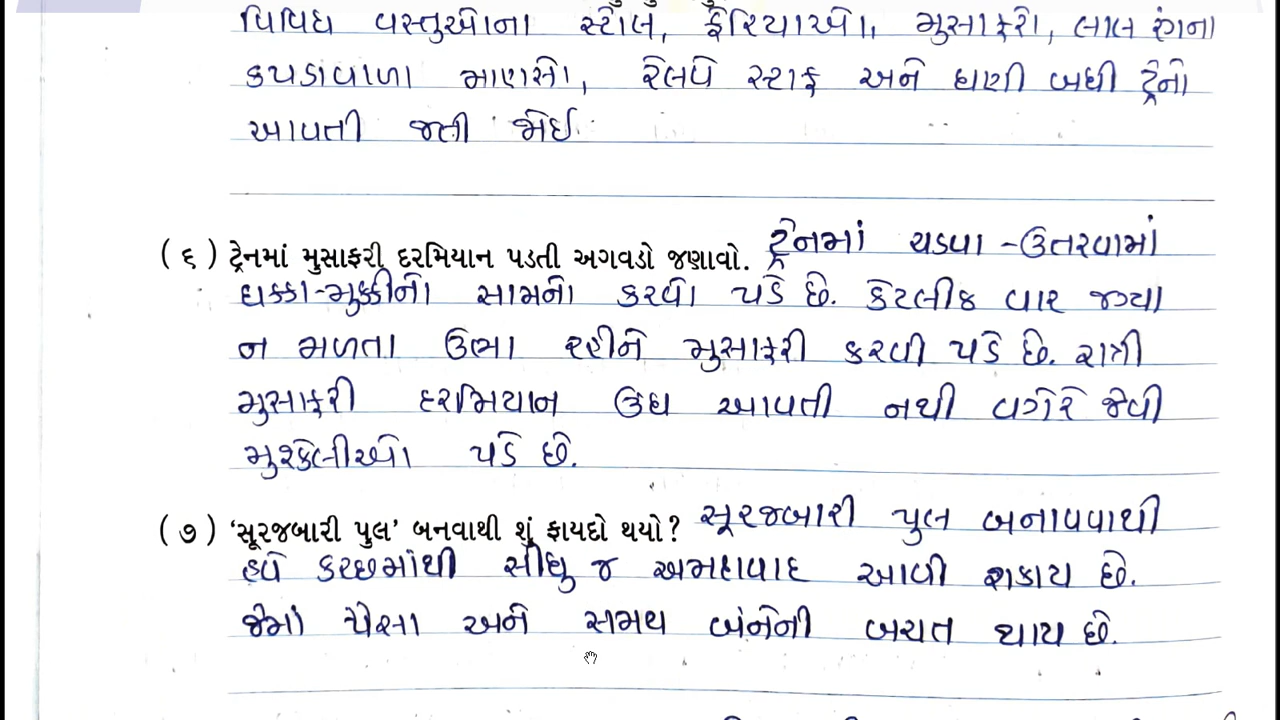 વિવિધ વસ્તુઓના સ્ટોલ, ફેરિયાઓ, મુસાફરો, લાલ રંગના
કપડાવાળા માણસો, રેલવે સ્ટાફ અને ઘણી બધી ટ્રેનો
આવતી જતી જોઈ.
(૬) ટ્રેનમાં મુસાફરી દરમિયાન પડતી અગવડો જણાવો. ટ્રેનમાં ચડવા - ઉતરવામાં
ધક્કા-મુક્કીનો સામનો કરવો પડે છે. કેટલીક વાર જગ્યા
ન મળતા ઉભા રહીને મુસાફરી કરવી પડે છે. રાત્રી
મુસાફરી દરમિયાન ઉંઘ આવતી નથી વગેરે જેવી
મુશ્કેલીઓ પડે છે.
(૭) ‘સૂરજબારી પુલ’ બનવાથી શું ફાયદો થયો? સૂરજબારી પુલ બનાવવાથી
હવે કચ્છમાંથી સીધુ જ અમદાવાદ આવી શકાય છે.
જેમાં પૈસા અને સમય બંનેની બચત થાય છે.